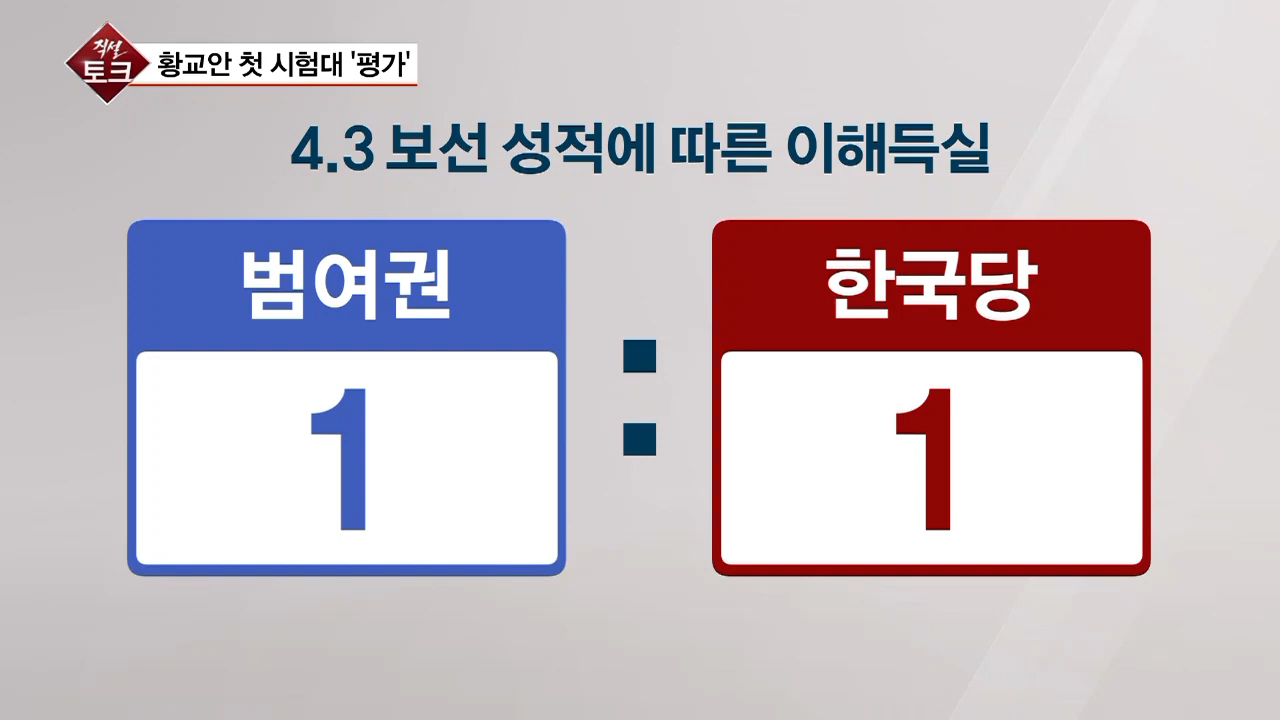 직설
토크
황교안 첫 시험대 '평가'
4.3 보선 성적에 따른 이해득실
범여권
한국당
1
:
1